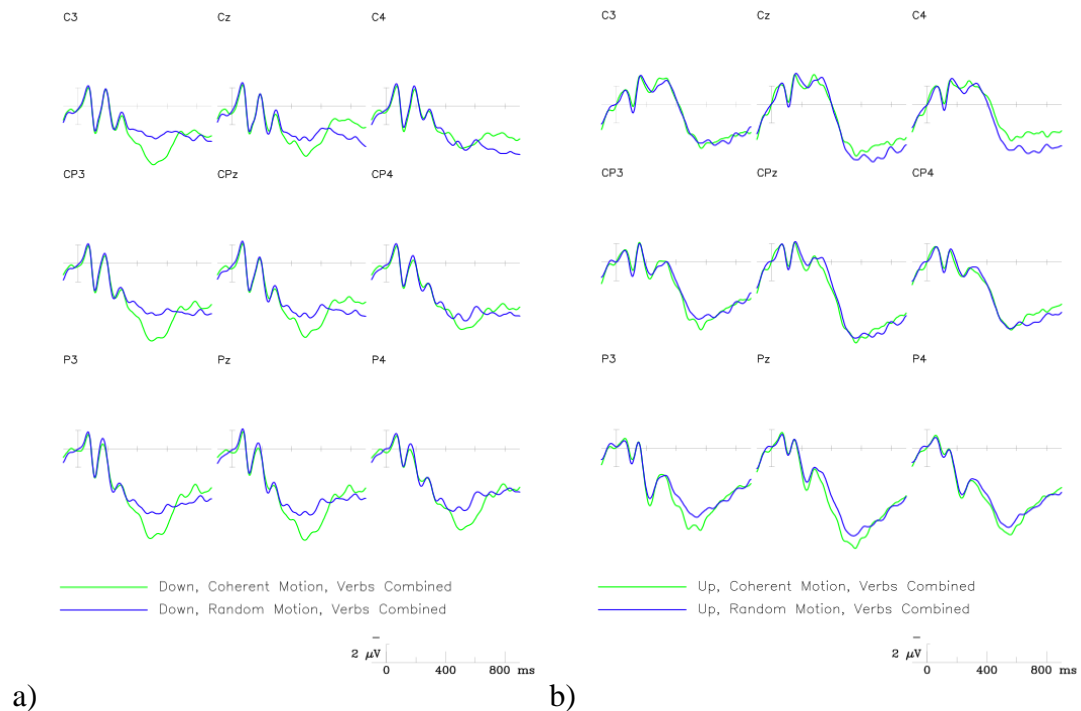 C3 Cz C4
CP3 CPz CP4
P3 Pz P4
Down, Coherent Motion, Verbs Combined
Down, Random Motion, Verbs Combined
2 μV
0 400 800 ms
a)
C3 Cz C4
CP3 CPz CP4
P3 Pz P4
Up, Coherent Motion, Verbs Combined
Up, Random Motion, Verbs Combined
2 μV
0 400 800 ms
b)